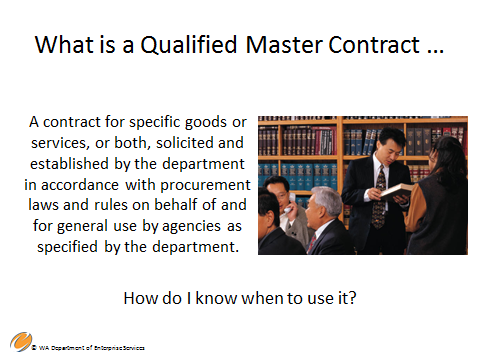 What is a Qualified Master Contract ...
A contract for specific goods or
services, or both, solicited and
established by the department
in accordance with procurement
laws and rules on behalf of and
for general use by agencies as
specified by the department.
How do I know when to use it?
© WA Department of Enterprise Services